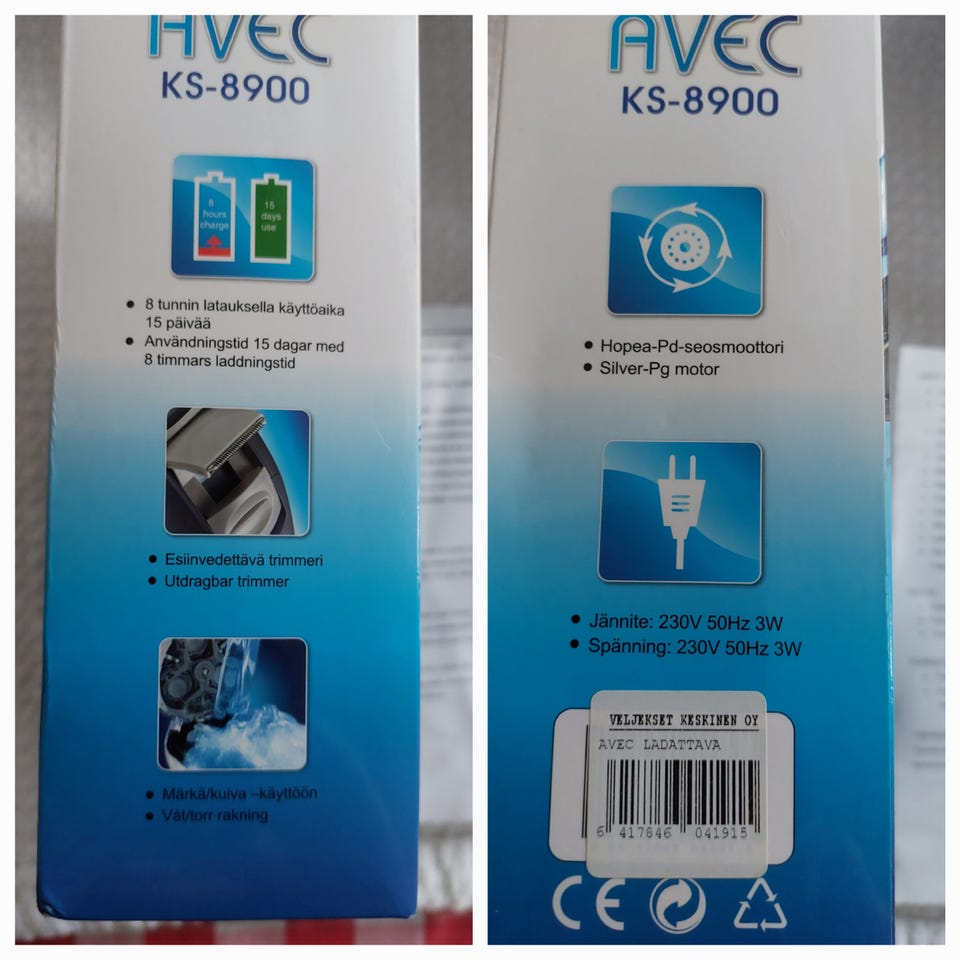 AVEC
KS-8900
8
hours
charge
15
days
use
• 8 tunnin latauksella käyttöaika
15 päivää
• Användningstid 15 dagar med
8 timmars laddningstid
• Esiinvedettävä trimmeri
• Utdragbar trimmer
• Märkä/kuiva –käyttöön
• Våt/torr rakning
AVEC
KS-8900
• Hopea-Pd-seosmoottori
• Silver-Pg motor
• Jännite: 230V 50Hz 3W
• Spänning: 230V 50Hz 3W
VELJEKSET KESKINEN OY
AVEC LADATTAVA
6 417846 041915
CE